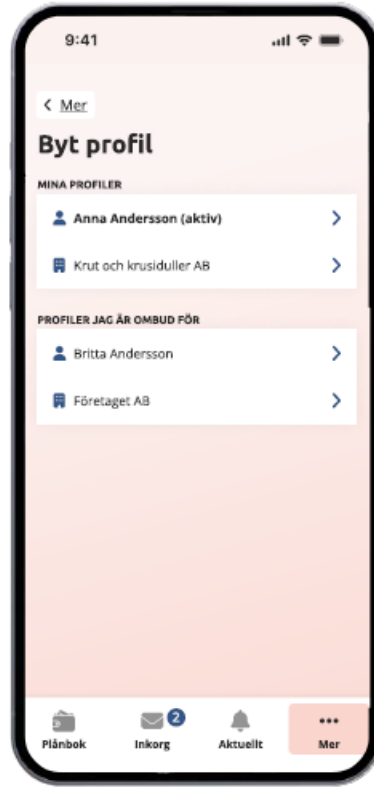 9:41
Mer
Byt profil
MINA PROFILER
Anna Andersson (aktiv)
Krut och krusiduller AB
PROFILER JAG ÄR OMBUD FÖR
Britta Andersson
Företaget AB
2
Plånbok Inkorg Aktuellt Mer